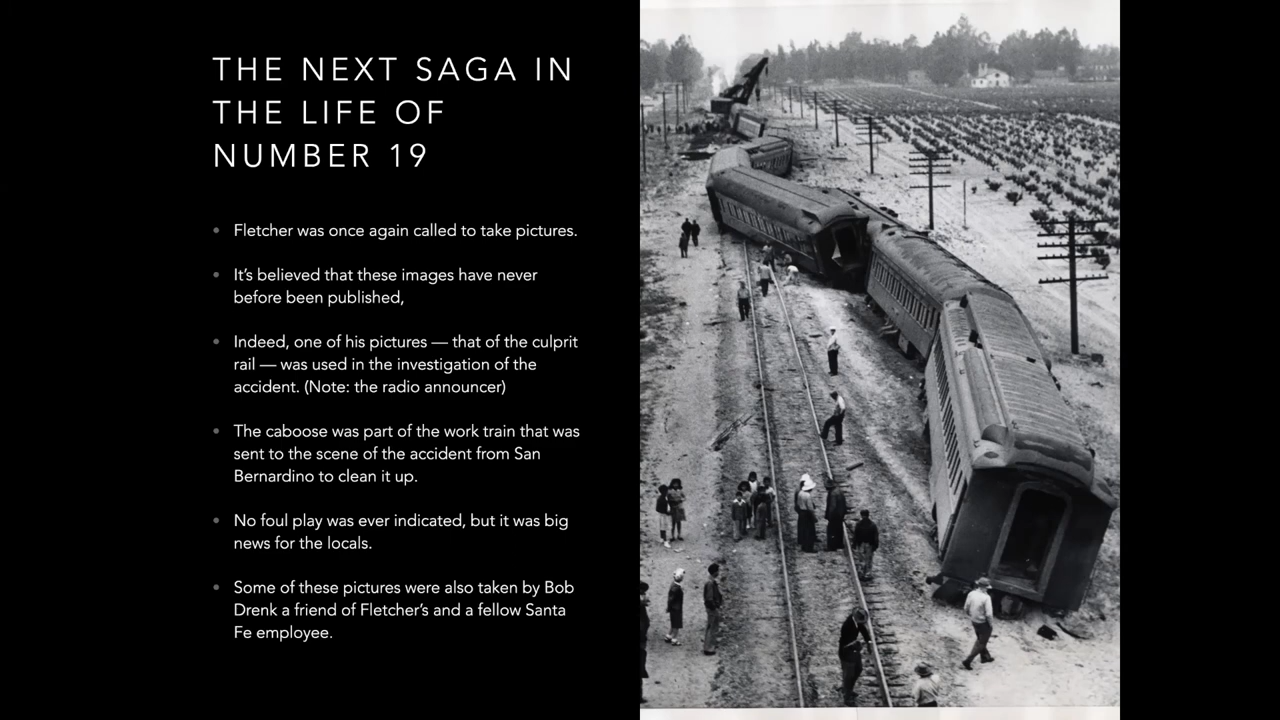 THE NEXT SAGA IN
THE LIFE OF
NUMBER 19
• Fletcher was once again called to take pictures.
• It's believed that these images have never
before been published,
• Indeed, one of his pictures — that of the culprit
rail — was used in the investigation of the
accident. (Note: the radio announcer)
• The caboose was part of the work train that was
sent to the scene of the accident from San
Bernardino to clean it up.
• No foul play was ever indicated, but it was big
news for the locals.
• Some of these pictures were also taken by Bob
Drenk a friend of Fletcher's and a fellow Santa
Fe employee.